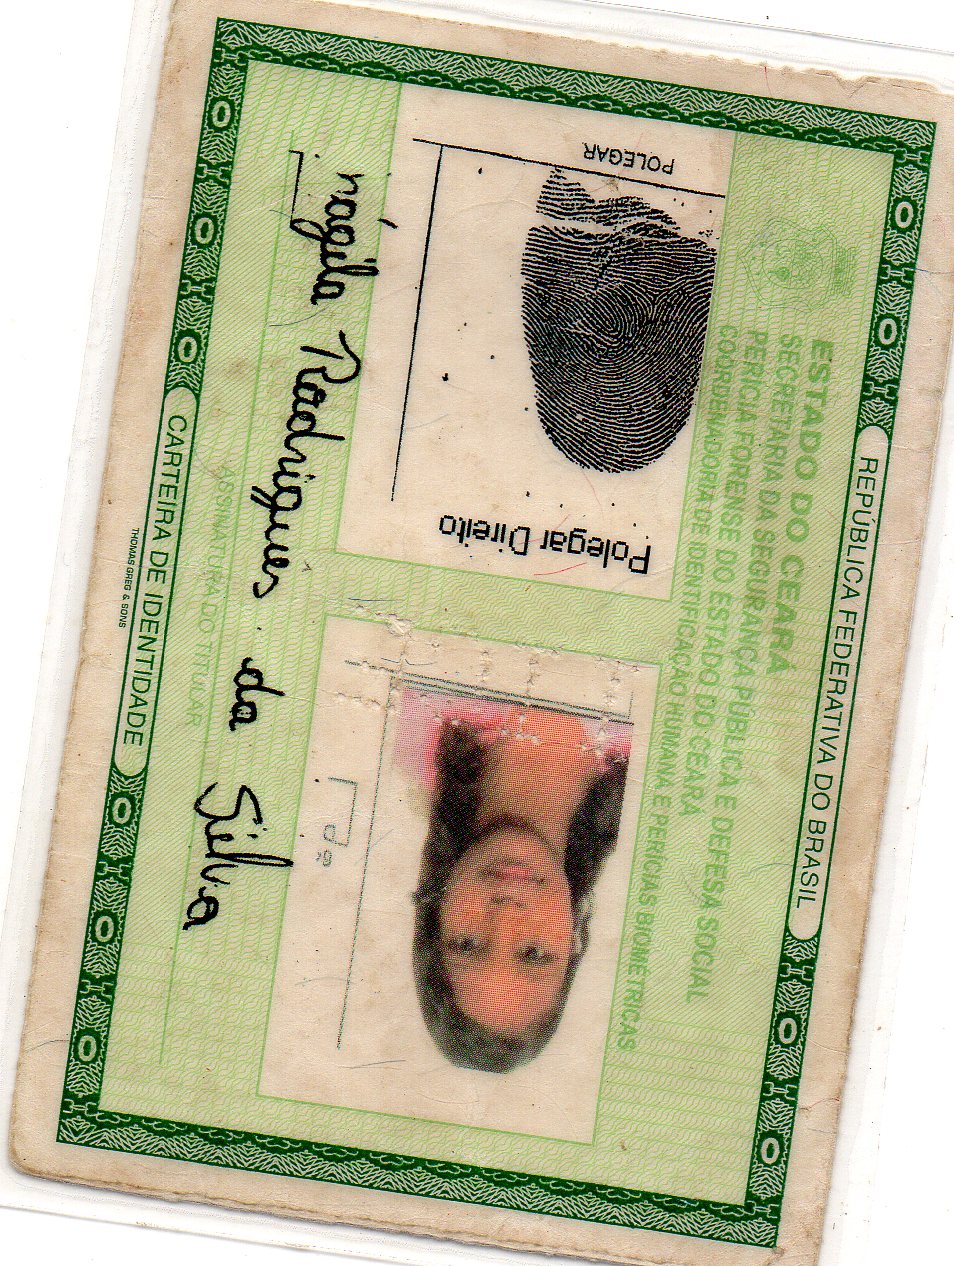 REPÚBLICA FEDERATIVA DO BRASIL
ESTADO DO CEARÁ
SECRETARIA DA SEGURANÇA PÚBLICA E DEFESA SOCIAL
PERÍCIA FORENSE DO ESTADO DO CEARÁ
COORDENADORIA DE IDENTIFICAÇÃO HUMANA E PERÍCIAS BIOMÉTRICAS
POLEGAR
Polegar Direito
nágila Rodrigues da Silva
ASSINATURA DO TITULAR
CARTEIRA DE IDENTIDADE
THOMAS GREG & SONS